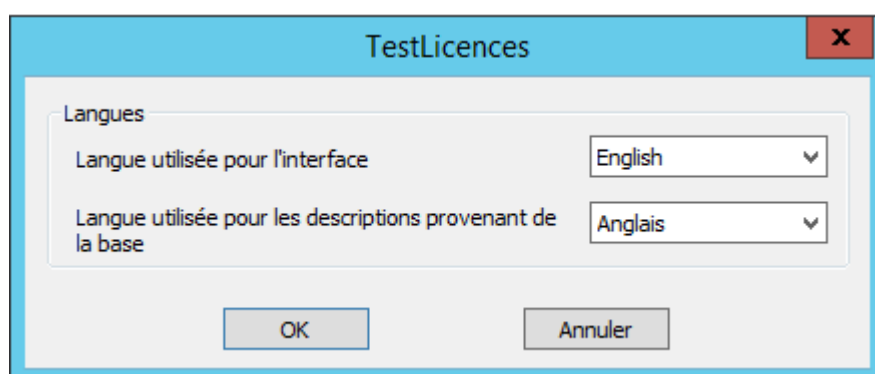 TestLicences
Langues
Langue utilisée pour l'interface
English
Langue utilisée pour les descriptions provenant de
la base
Anglais
OK
Annuler